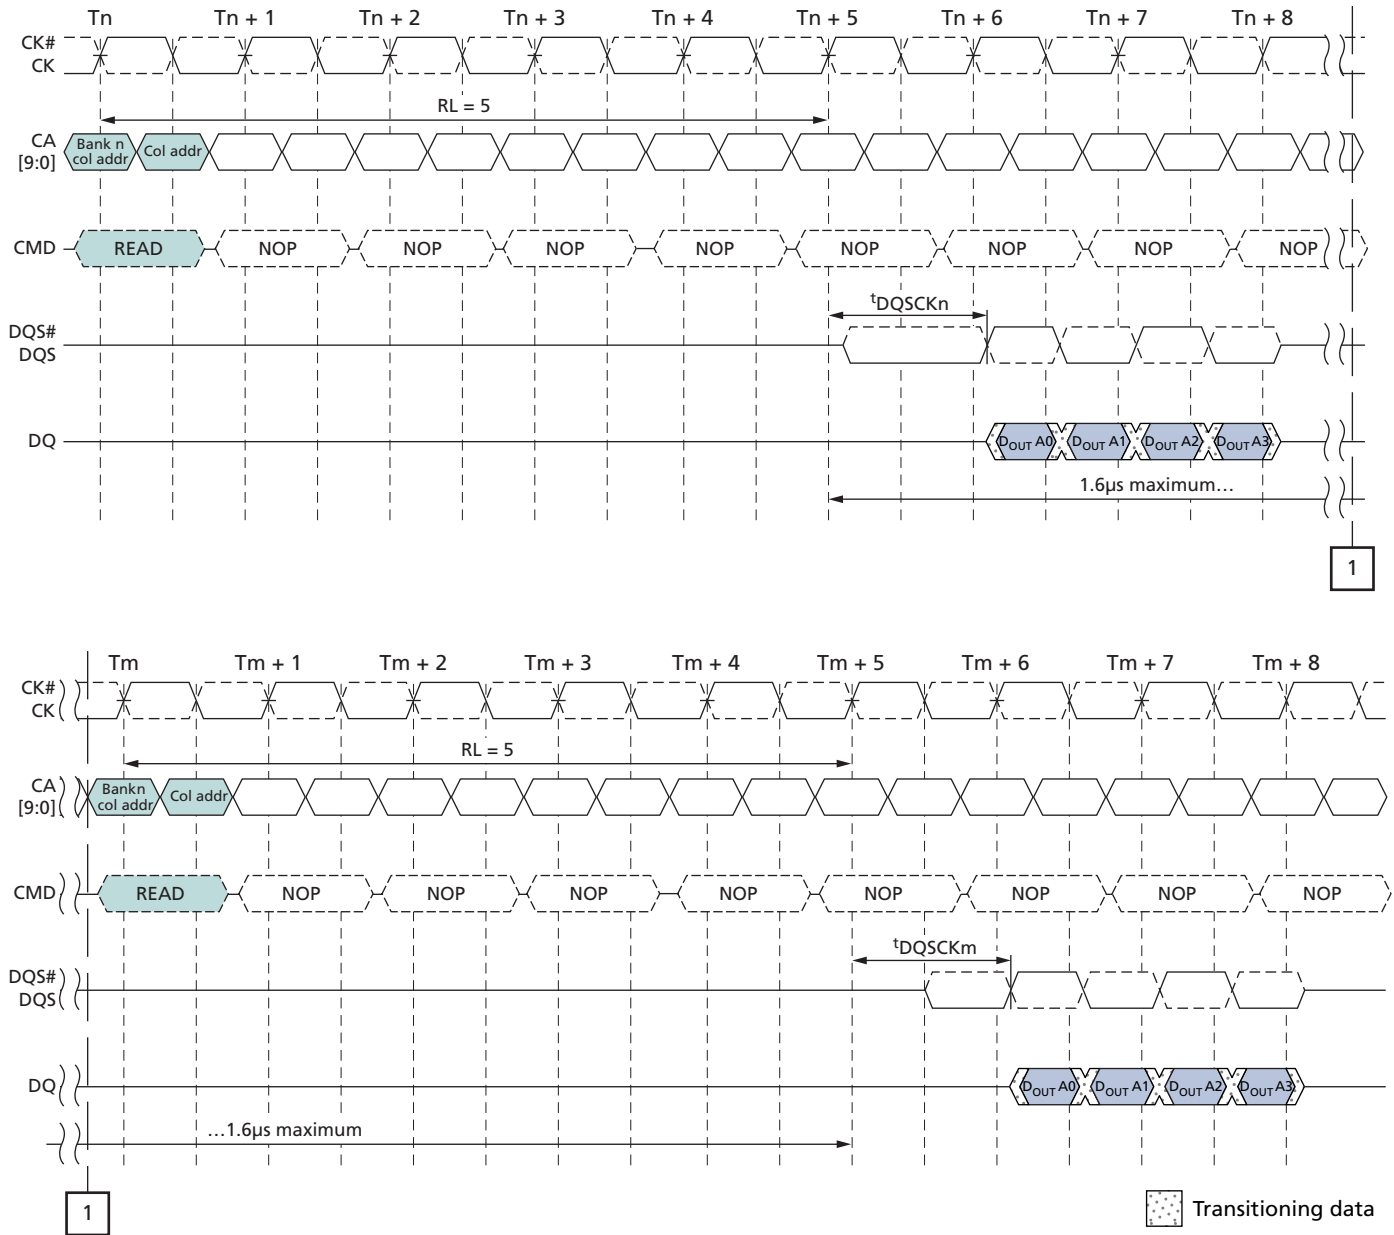 Tn Tn + 1 Tn + 2 Tn + 3 Tn + 4 Tn + 5 Tn + 6 Tn + 7 Tn + 8
CK#
CK
RL = 5
CA
[9:0]
Bank n
col addr
Col addr
CMD READ NOP NOP NOP NOP NOP NOP NOP NOP
tDQSCKn
DQS#
DQS
DQ DOUT A0 DOUT A1 DOUT A2 DOUT A3
1.6µs maximum…
1
Tm Tm + 1 Tm + 2 Tm + 3 Tm + 4 Tm + 5 Tm + 6 Tm + 7 Tm + 8
CK#
CK
RL = 5
CA
[9:0]
Bankn
col addr
Col addr
CMD READ NOP NOP NOP NOP NOP NOP NOP NOP
tDQSCKm
DQS#
DQS
DQ DOUT A0 DOUT A1 DOUT A2 DOUT A3
…1.6µs maximum
1
Transitioning data